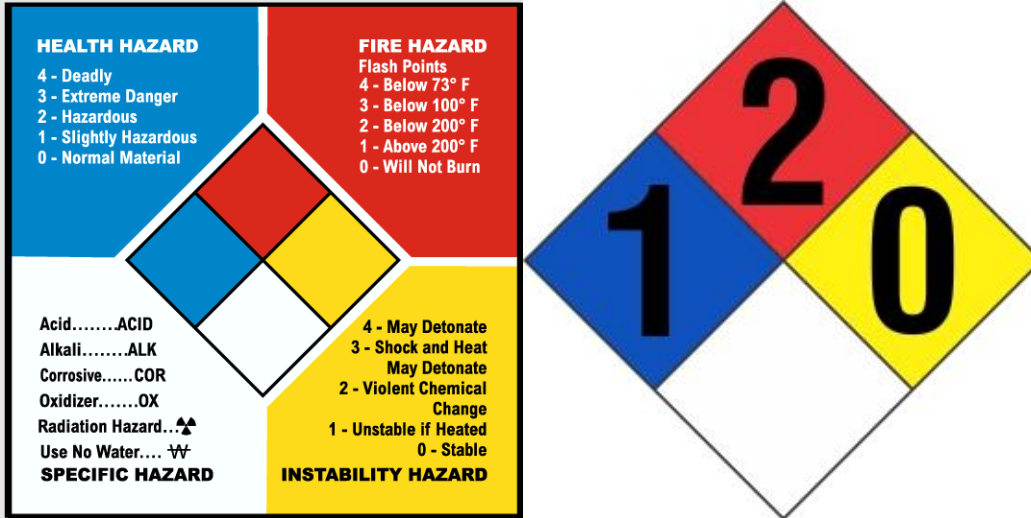 HEALTH HAZARD
4 - Deadly
3 - Extreme Danger
2 - Hazardous
1 - Slightly Hazardous
0 - Normal Material
FIRE HAZARD
Flash Points
4 - Below 73° F
3 - Below 100° F
2 - Below 200° F
1 - Above 200° F
0 - Will Not Burn
Acid........ACID
Alkali........ALK
Corrosive......COR
Oxidizer.......OX
Radiation Hazard...☢
Use No Water.... W̶
SPECIFIC HAZARD
4 - May Detonate
3 - Shock and Heat
May Detonate
2 - Violent Chemical
Change
1 - Unstable if Heated
0 - Stable
INSTABILITY HAZARD
2
1
0